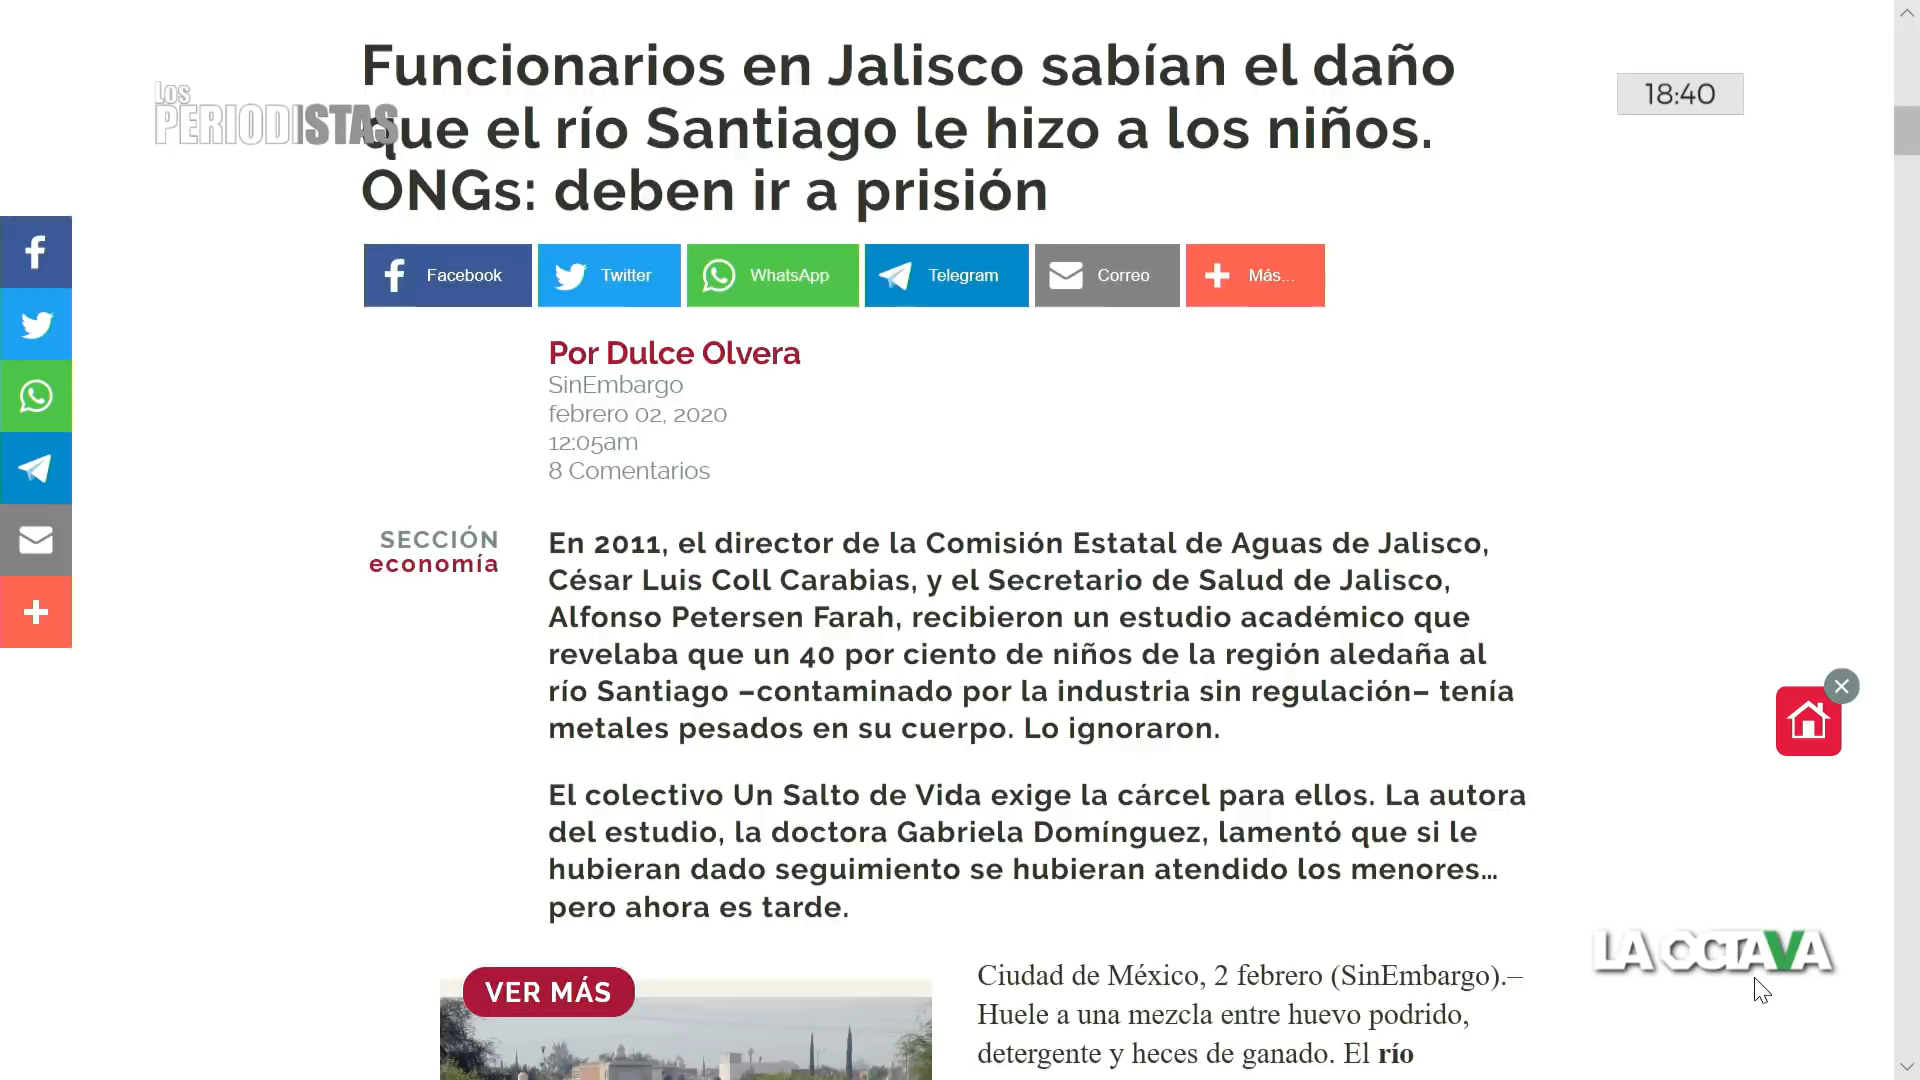 Funcionarios en Jalisco sabían el daño
que el río Santiago le hizo a los niños.
ONGs: deben ir a prisión
Los
PERIODISTAS
18:40
Facebook
Twitter
WhatsApp
Telegram
Correo
Más...
Por Dulce Olvera
SinEmbargo
febrero 02, 2020
12:05am
8 Comentarios
SECCIÓN
economía
En 2011, el director de la Comisión Estatal de Aguas de Jalisco,
César Luis Coll Carabias, y el Secretario de Salud de Jalisco,
Alfonso Petersen Farah, recibieron un estudio académico que
revelaba que un 40 por ciento de niños de la región aledaña al
río Santiago –contaminado por la industria sin regulación– tenía
metales pesados en su cuerpo. Lo ignoraron.
El colectivo Un Salto de Vida exige la cárcel para ellos. La autora
del estudio, la doctora Gabriela Domínguez, lamentó que si le
hubieran dado seguimiento se hubieran atendido los menores...
pero ahora es tarde.
VER MÁS
Ciudad de México, 2 febrero (SinEmbargo).–
Huele a una mezcla entre huevo podrido,
detergente y heces de ganado. El río
LA OCTAVA